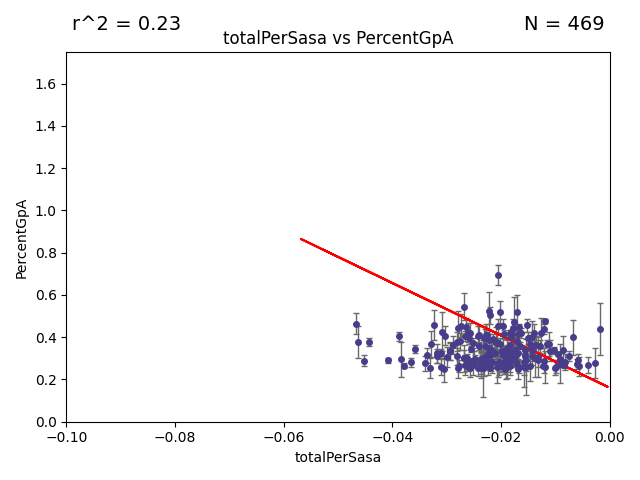 r^2 = 0.23
N = 469
totalPerSasa vs PercentGpA
1.6
1.4
1.2
1.0
0.8
0.6
0.4
0.2
0.0
PercentGpA
−0.10 −0.08 −0.06 −0.04 −0.02 0.00
totalPerSasa